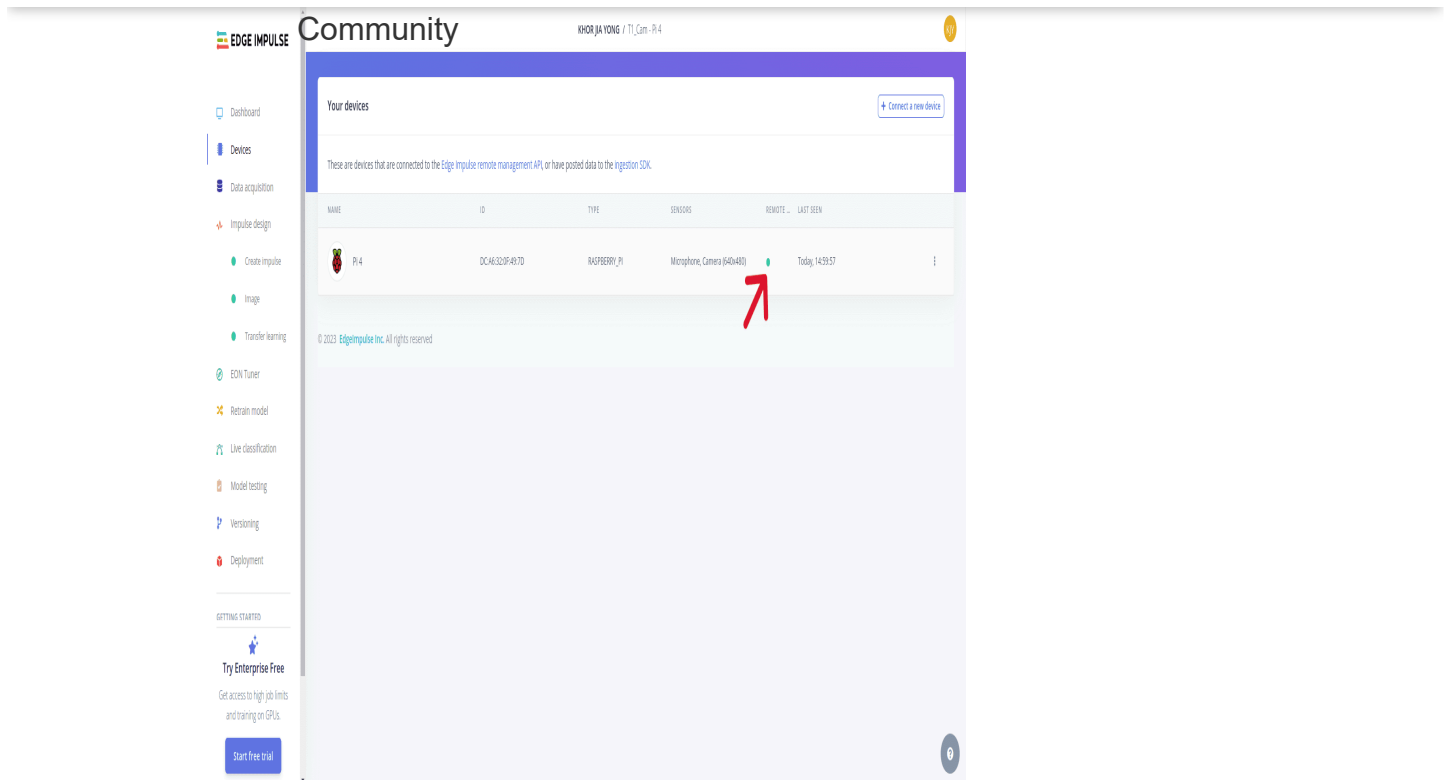 Community
EDGE IMPULSE
KHOR JIA YONG / T1_Cam - Pi 4
Dashboard
Devices
Data acquisition
Impulse design
Create impulse
Image
Transfer learning
EON Tuner
Retrain model
Live classification
Model testing
Versioning
Deployment
GETTING STARTED
Try Enterprise Free
Get access to high job limits
and training on GPUs.
Start free trial
Your devices
+ Connect a new device
These are devices that are connected to the Edge Impulse remote management API, or have posted data to the ingestion SDK.
NAME ID TYPE SENSORS REMOTE ... LAST SEEN
Pi 4 DC:A6:32:0F:49:7D RASPBERRY_PI Microphone, Camera (640x480) Today, 14:59:57
© 2023 EdgeImpulse Inc. All rights reserved
?